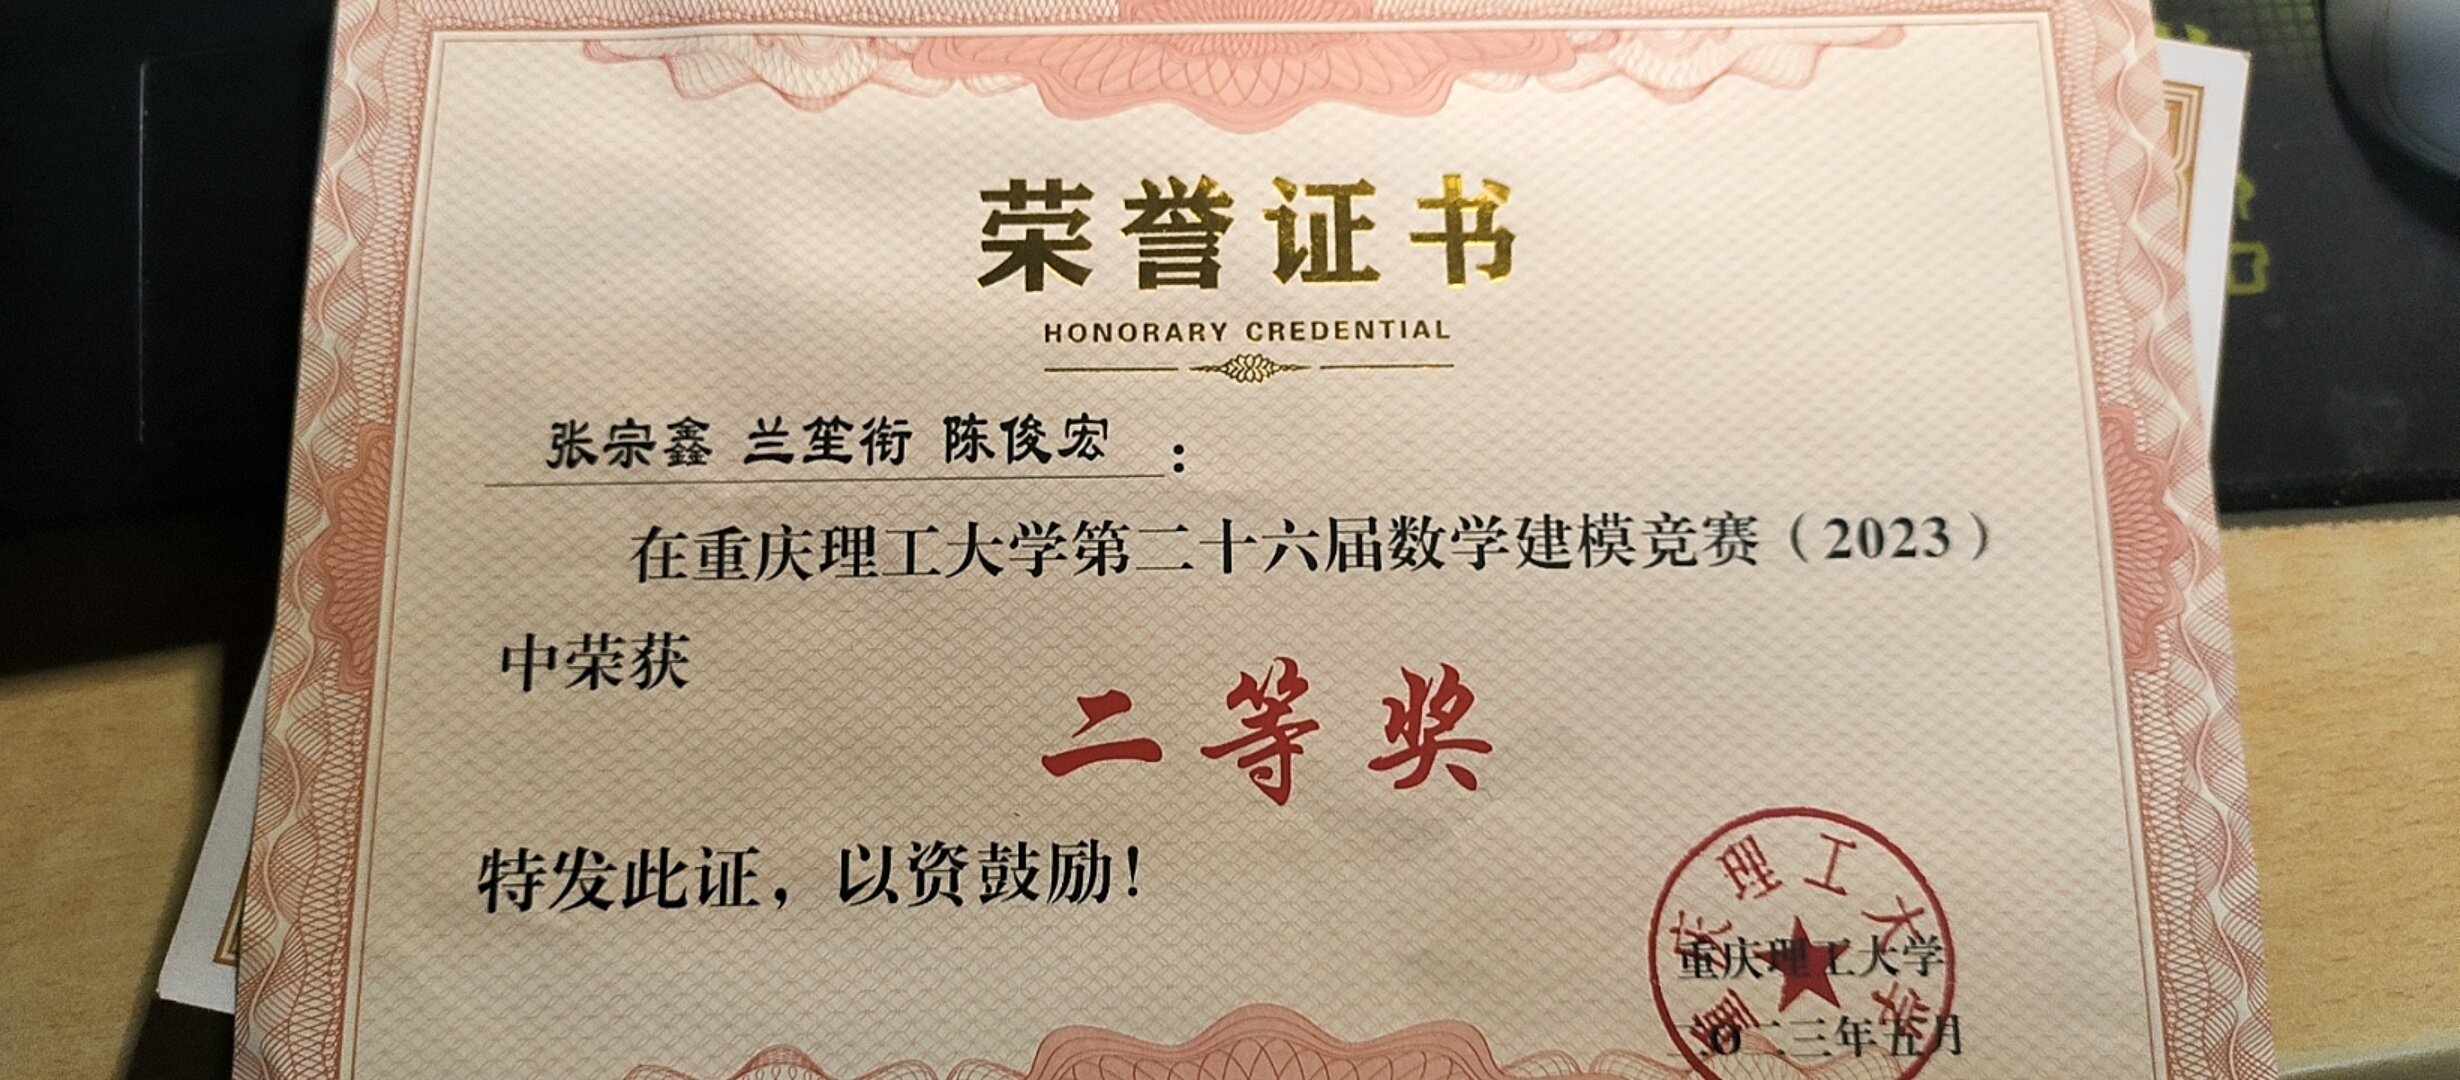 荣誉证书
HONORARY CREDENTIAL
张宗鑫 兰笙衔 陈俊宏：
在重庆理工大学第二十六届数学建模竞赛（2023）
中荣获
二等奖
特发此证，以资鼓励！
重庆理工大学
重庆理工大学
二〇二三年五月